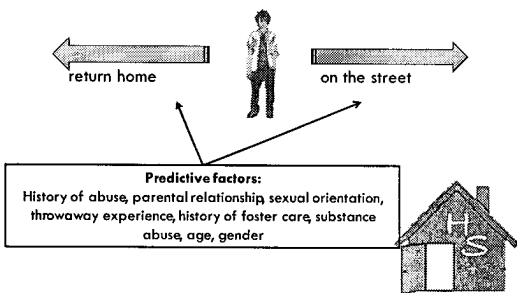 return home
on the street
Predictive factors:
History of abuse, parental relationship, sexual orientation,
throwaway experience, history of foster care, substance
abuse, age, gender
H
S